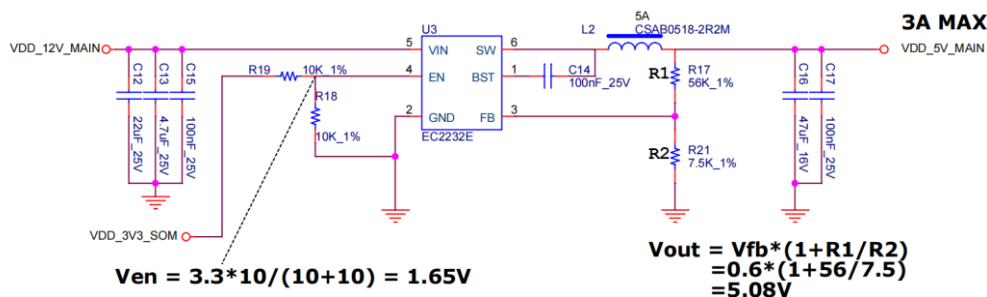 5A
3A MAX
U3
L2
CSAB0518-2R2M
VDD_12V_MAIN
5
VIN
SW
6
VDD_5V_MAIN
C12
C13
C15
R19
10K_1%
4
EN
BST
1
C14
100nF_25V
R1
R17
56K_1%
C16
C17
R18
10K_1%
2
GND
FB
3
EC2232E
22uF_25V
4.7uF_25V
100nF_25V
R2
R21
7.5K_1%
47uF_16V
100nF_25V
VDD_3V3_SOM
Ven = 3.3*10/(10+10) = 1.65V
Vout = Vfb*(1+R1/R2)
=0.6*(1+56/7.5)
=5.08V